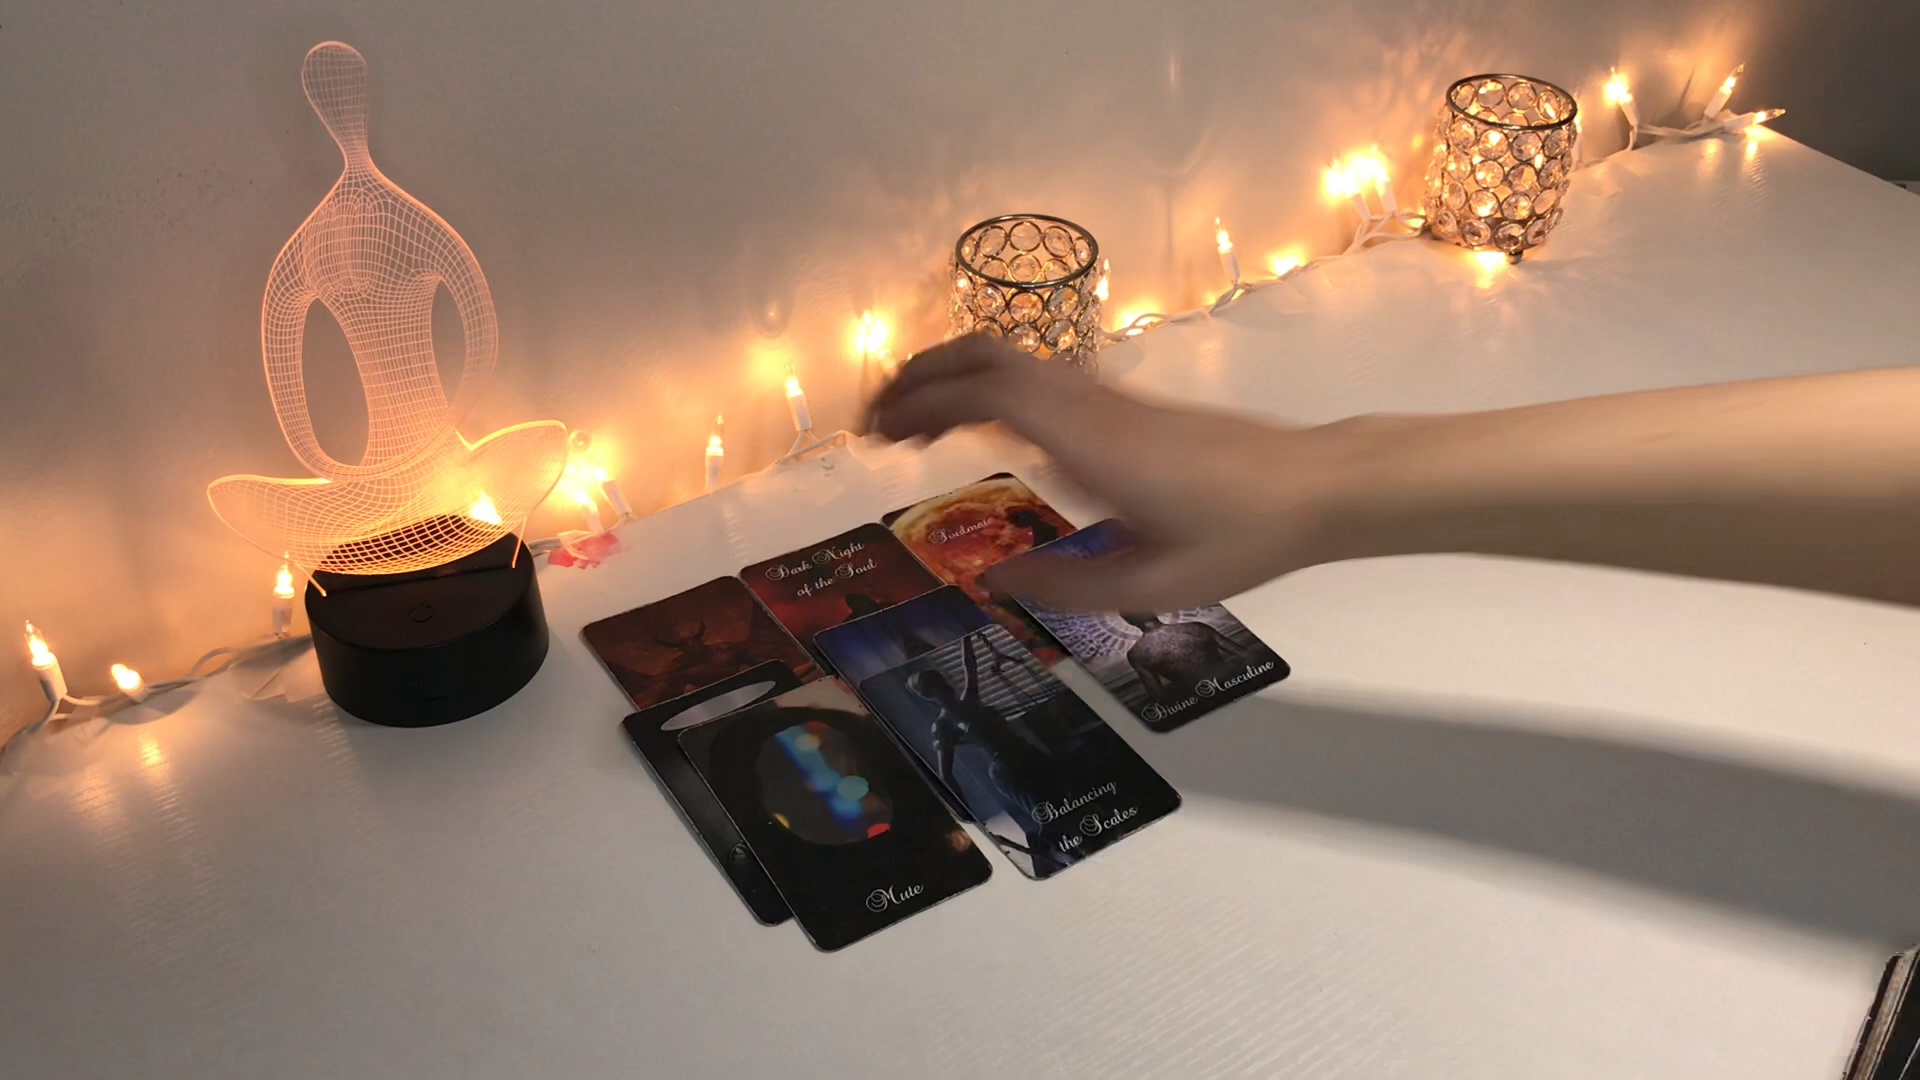 Dark Night
of the Soul
Soulmate
Divine Masculine
Balancing
the Scales
Mute